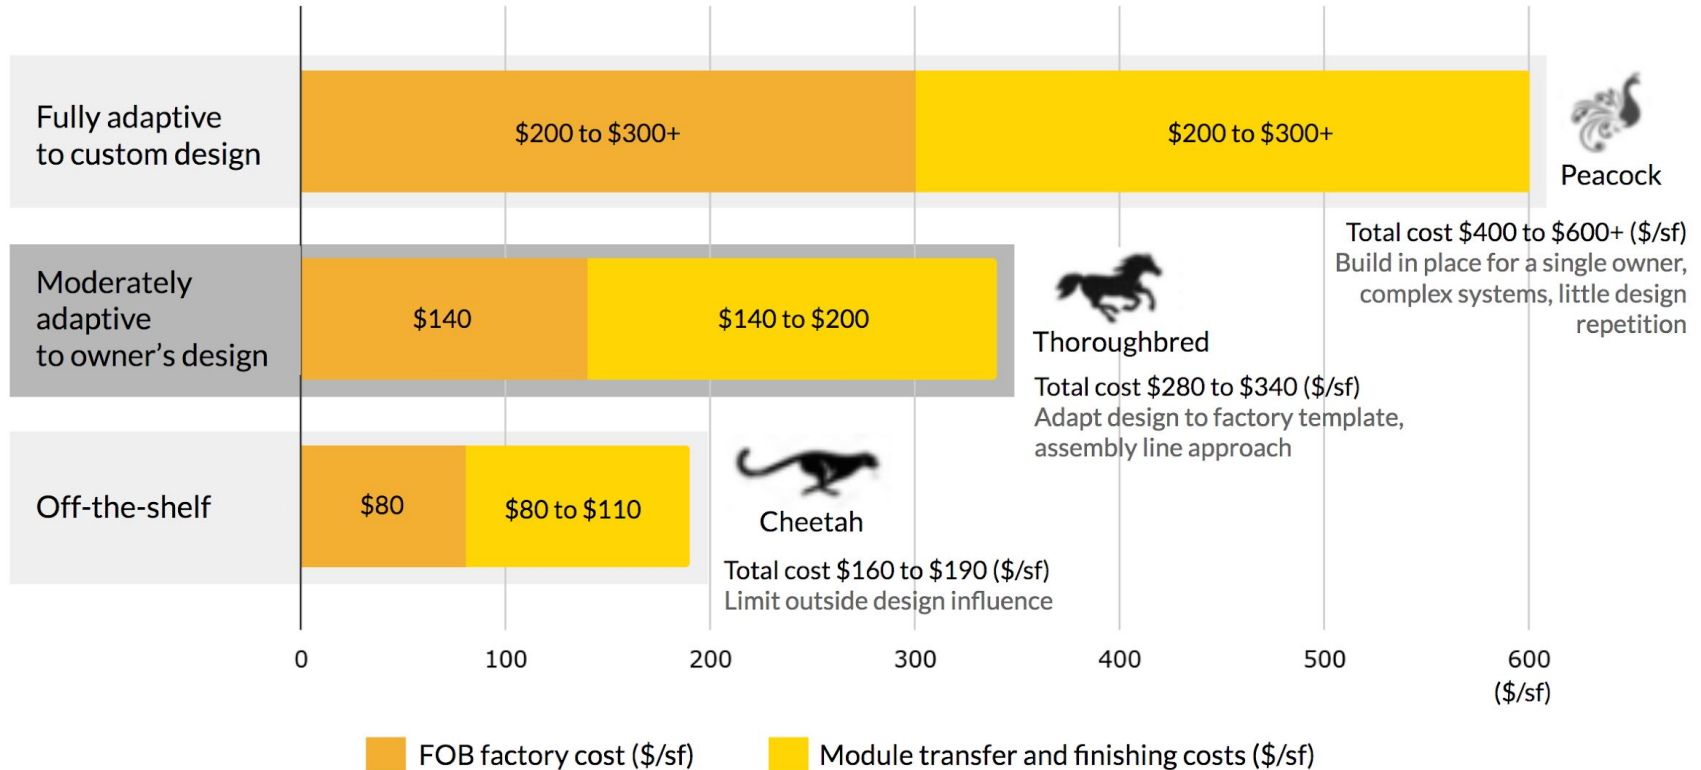 Fully adaptive
to custom design
$200 to $300+
$200 to $300+
Peacock
Total cost $400 to $600+ ($/sf)
Build in place for a single owner,
complex systems, little design
repetition
Moderately
adaptive
to owner’s design
$140
$140 to $200
Thoroughbred
Total cost $280 to $340 ($/sf)
Adapt design to factory template,
assembly line approach
Off-the-shelf
$80
$80 to $110
Cheetah
Total cost $160 to $190 ($/sf)
Limit outside design influence
0 100 200 300 400 500 600
($/sf)
FOB factory cost ($/sf) Module transfer and finishing costs ($/sf)